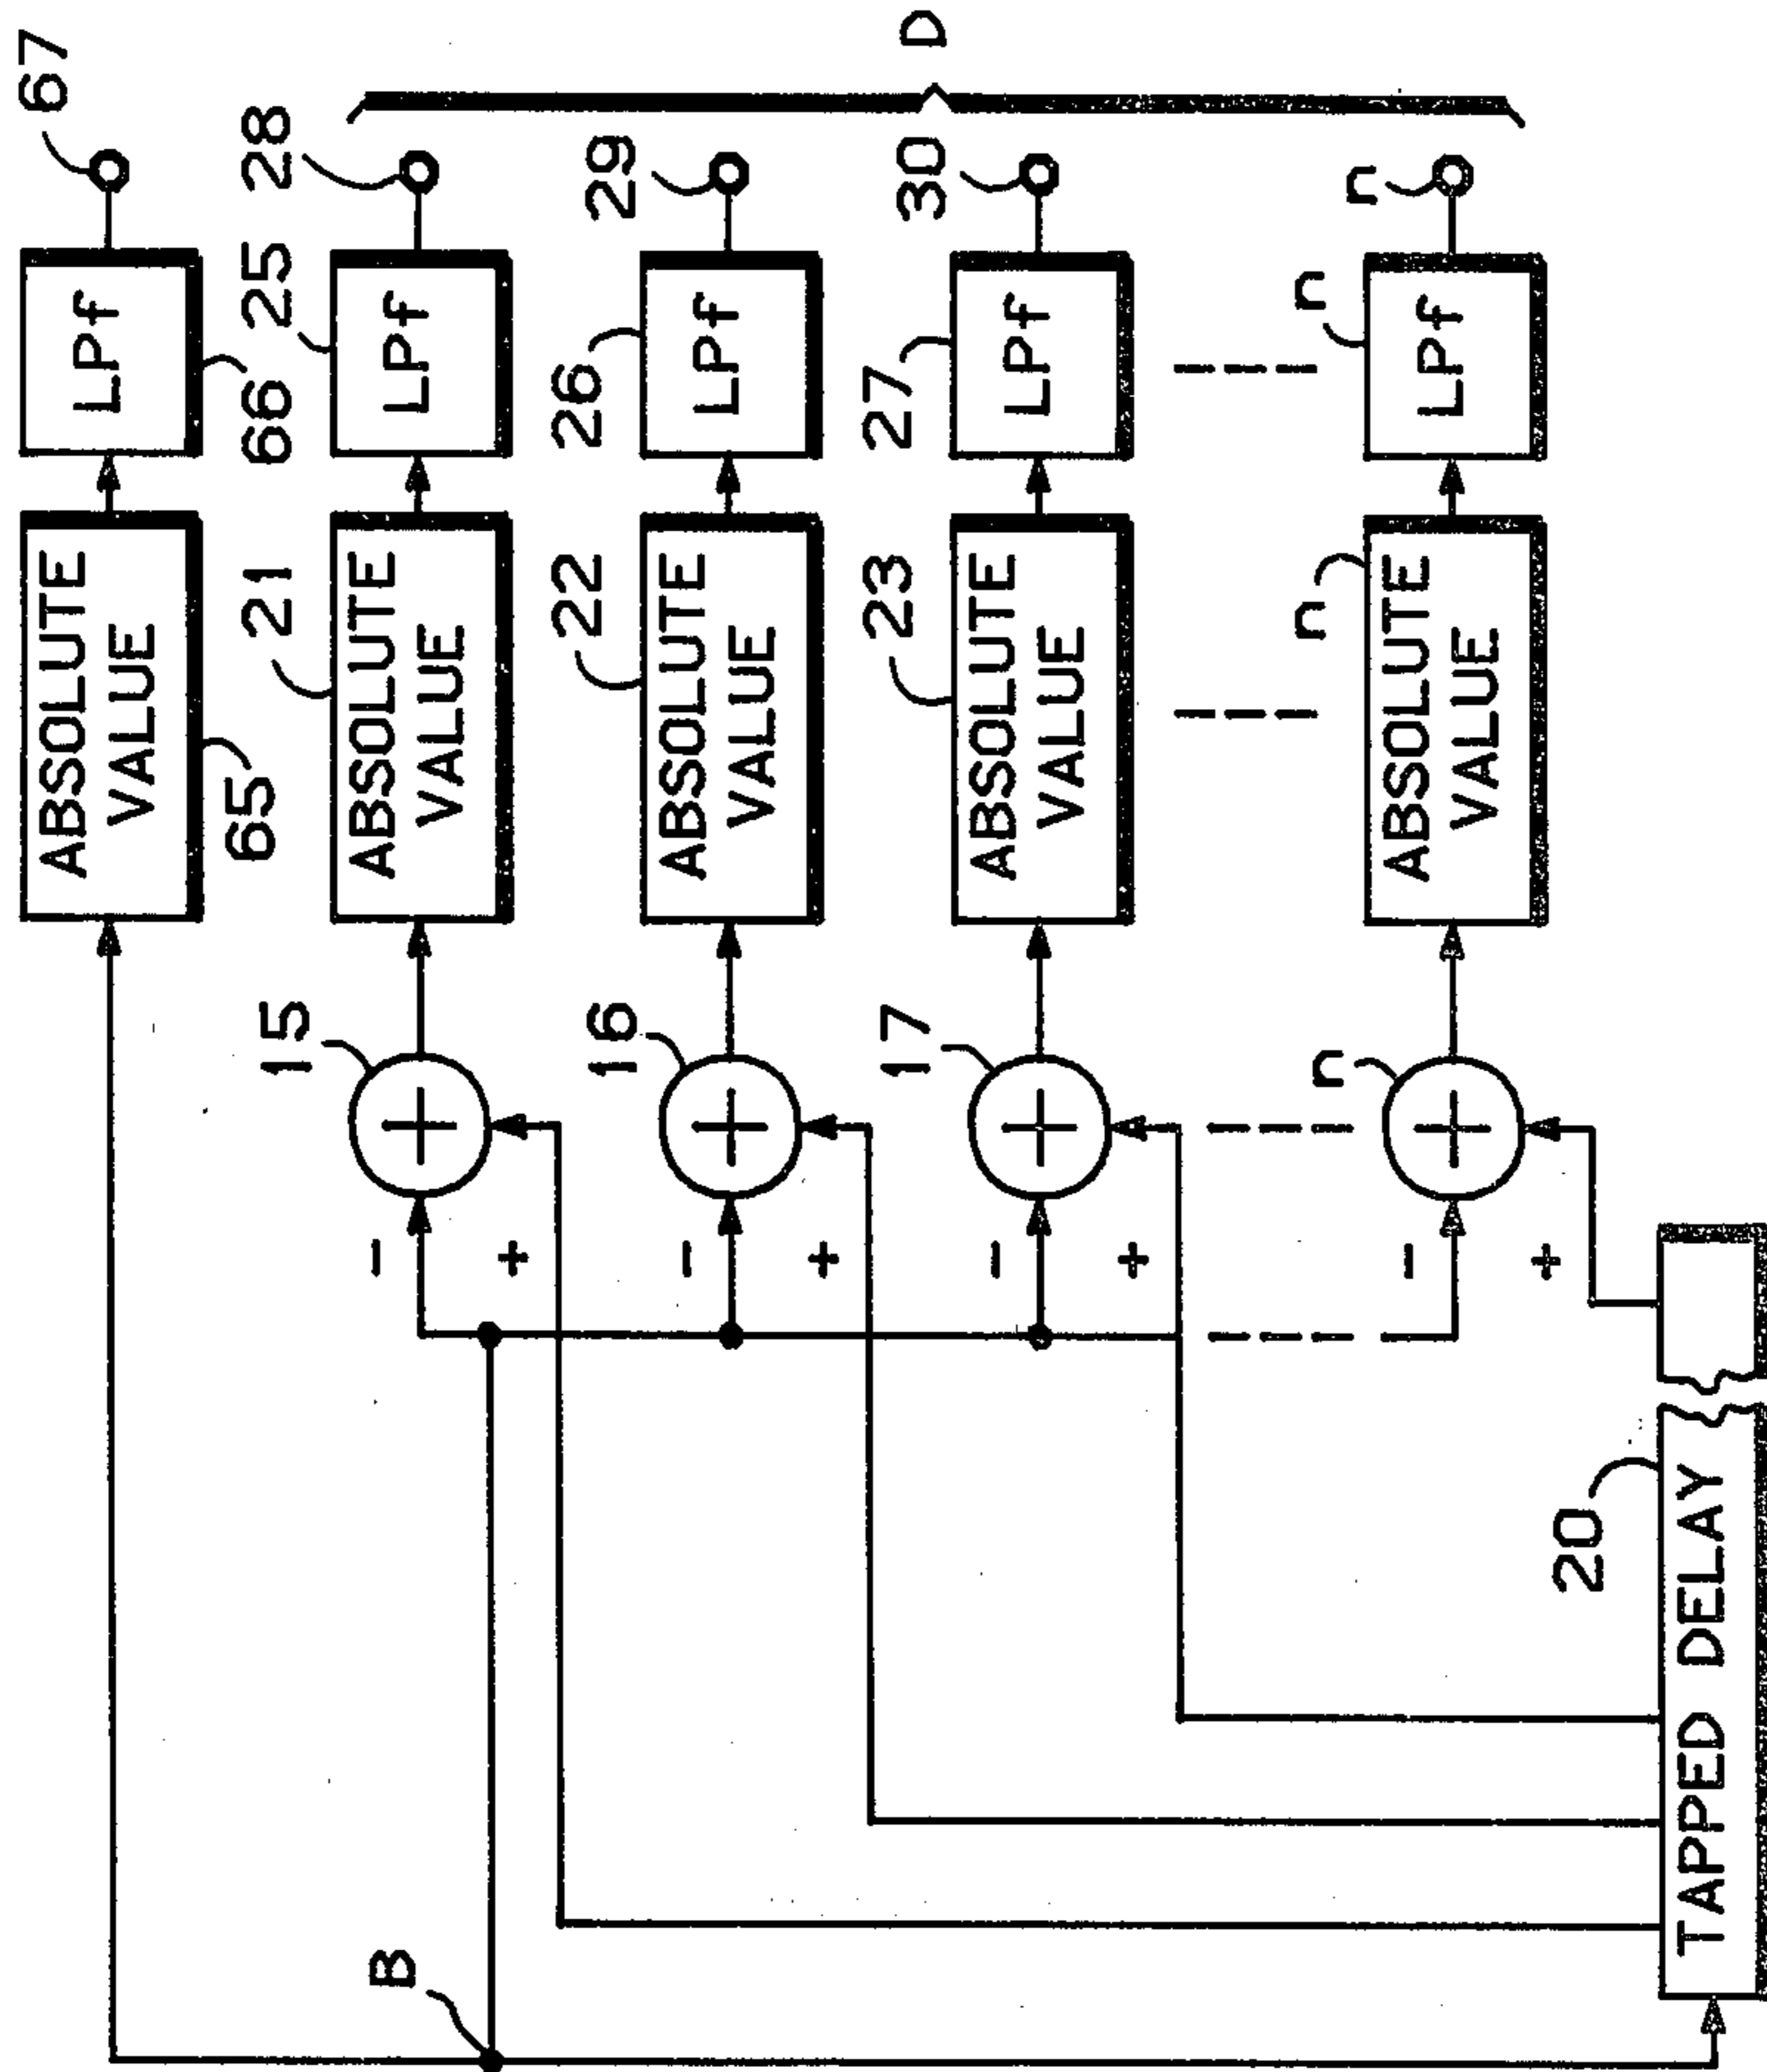 67
LPf
66
ABSOLUTE
VALUE
65
28
25
LPf
21
ABSOLUTE
VALUE
15
-
+
29
26
LPf
22
ABSOLUTE
VALUE
16
-
+
D
30
27
LPf
23
ABSOLUTE
VALUE
17
-
+
n
n
LPf
n
ABSOLUTE
VALUE
n
-
+
B
20
TAPPED DELAY